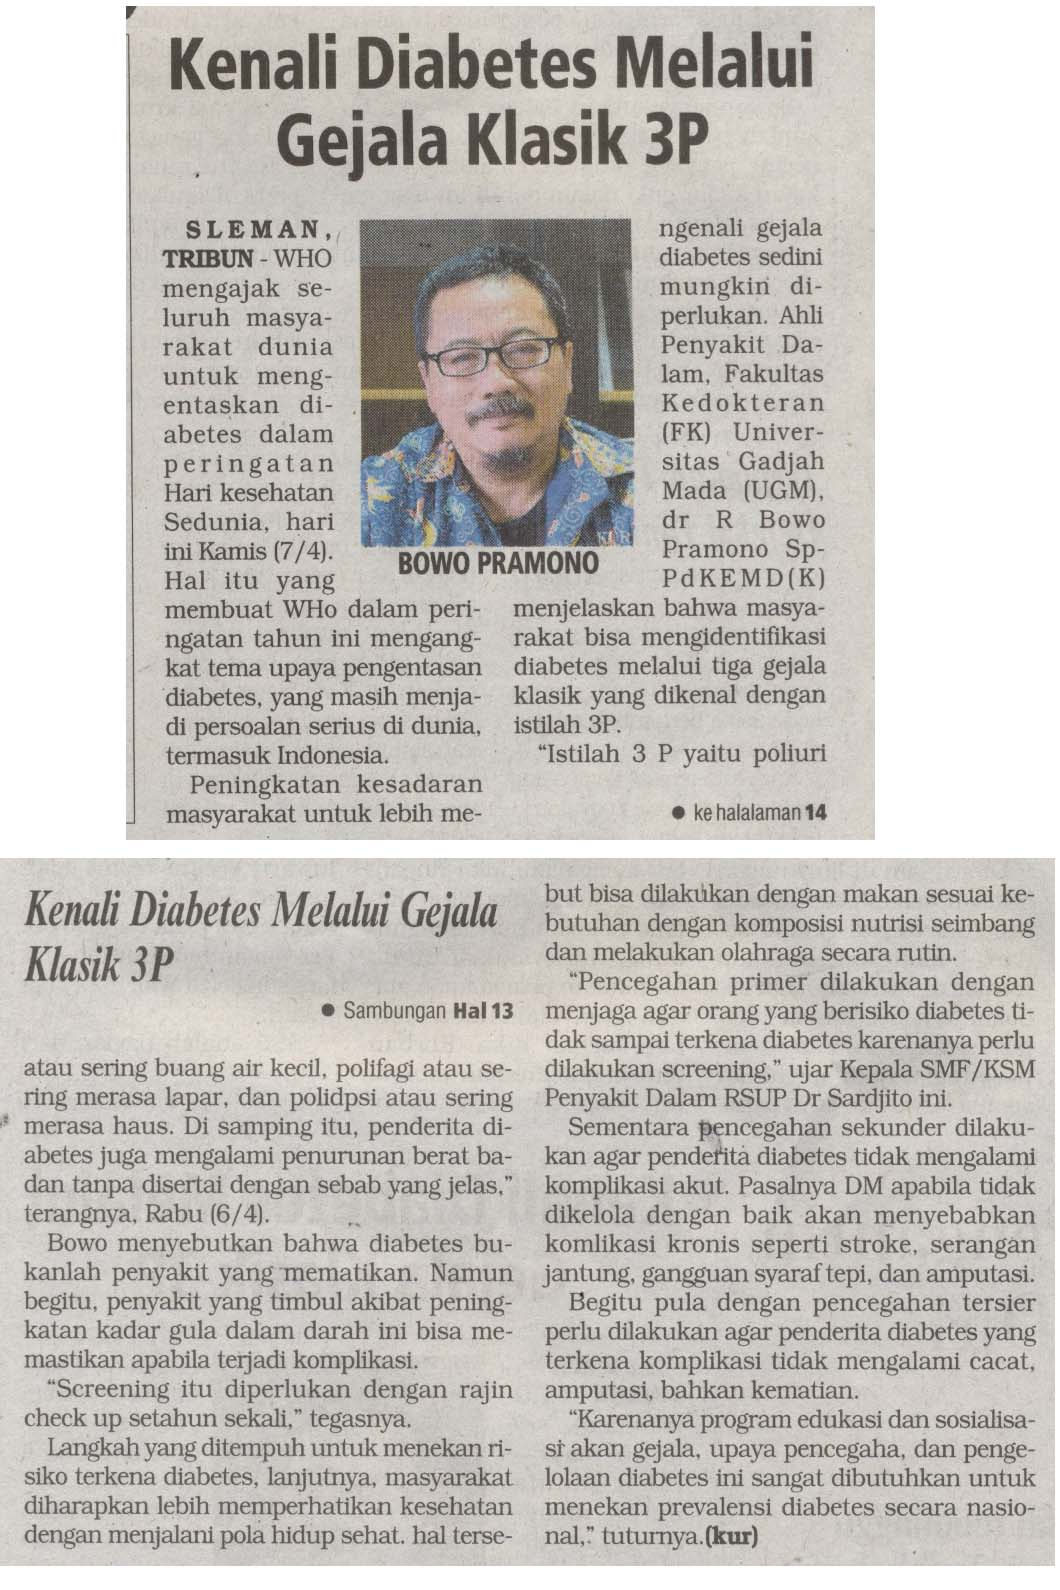 Kenali Diabetes Melalui
Gejala Klasik 3P
SLEMAN,
TRIBUN - WHO
mengajak se-
luruh masya-
rakat dunia
untuk meng-
entaskan di-
abetes dalam
peringatan
Hari kesehatan
Sedunia, hari
ini Kamis (7/4).
Hal itu yang
membuat WHo dalam peri-
ngatan tahun ini mengang-
kat tema upaya pengentasan
diabetes, yang masih menja-
di persoalan serius di dunia,
termasuk Indonesia.
Peningkatan kesadaran
masyarakat untuk lebih me-
KUR
BOWO PRAMONO
ngenali gejala
diabetes sedini
mungkin di-
perlukan. Ahli
Penyakit Da-
lam, Fakultas
Kedokteran
(FK) Univer-
sitas Gadjah
Mada (UGM),
dr R Bowo
Pramono Sp-
PdKEMD(K)
menjelaskan bahwa masya-
rakat bisa mengidentifikasi
diabetes melalui tiga gejala
klasik yang dikenal dengan
istilah 3P.
“Istilah 3 P yaitu poliuri
● ke halalaman 14
Kenali Diabetes Melalui Gejala
Klasik 3P
● Sambungan Hal 13
atau sering buang air kecil, polifagi atau se-
ring merasa lapar, dan polidpsi atau sering
merasa haus. Di samping itu, penderita di-
abetes juga mengalami penurunan berat ba-
dan tanpa disertai dengan sebab yang jelas,”
terangnya, Rabu (6/4).
Bowo menyebutkan bahwa diabetes bu-
kanlah penyakit yang mematikan. Namun
begitu, penyakit yang timbul akibat pening-
katan kadar gula dalam darah ini bisa me-
mastikan apabila terjadi komplikasi.
“Screening itu diperlukan dengan rajin
check up setahun sekali,” tegasnya.
Langkah yang ditempuh untuk menekan ri-
siko terkena diabetes, lanjutnya, masyarakat
diharapkan lebih memperhatikan kesehatan
dengan menjalani pola hidup sehat. hal terse-
but bisa dilakukan dengan makan sesuai ke-
butuhan dengan komposisi nutrisi seimbang
dan melakukan olahraga secara rutin.
“Pencegahan primer dilakukan dengan
menjaga agar orang yang berisiko diabetes ti-
dak sampai terkena diabetes karenanya perlu
dilakukan screening,” ujar Kepala SMF/KSM
Penyakit Dalam RSUP Dr Sardjito ini.
Sementara pencegahan sekunder dilaku-
kan agar penderita diabetes tidak mengalami
komplikasi akut. Pasalnya DM apabila tidak
dikelola dengan baik akan menyebabkan
komlikasi kronis seperti stroke, serangan
jantung, gangguan syaraf tepi, dan amputasi.
Begitu pula dengan pencegahan tersier
perlu dilakukan agar penderita diabetes yang
terkena komplikasi tidak mengalami cacat,
amputasi, bahkan kematian.
“Karenanya program edukasi dan sosialisa-
si akan gejala, upaya pencegaha, dan penge-
lolaan diabetes ini sangat dibutuhkan untuk
menekan prevalensi diabetes secara nasio-
nal,” tuturnya.(kur)